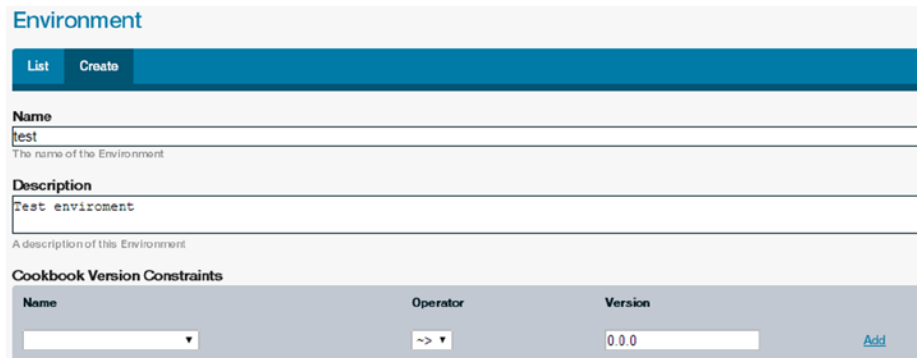 Environment
List Create
Name
test
The name of the Environment
Description
Test enviroment
A description of this Environment
Cookbook Version Constraints
Name Operator Version
~> 0.0.0 Add